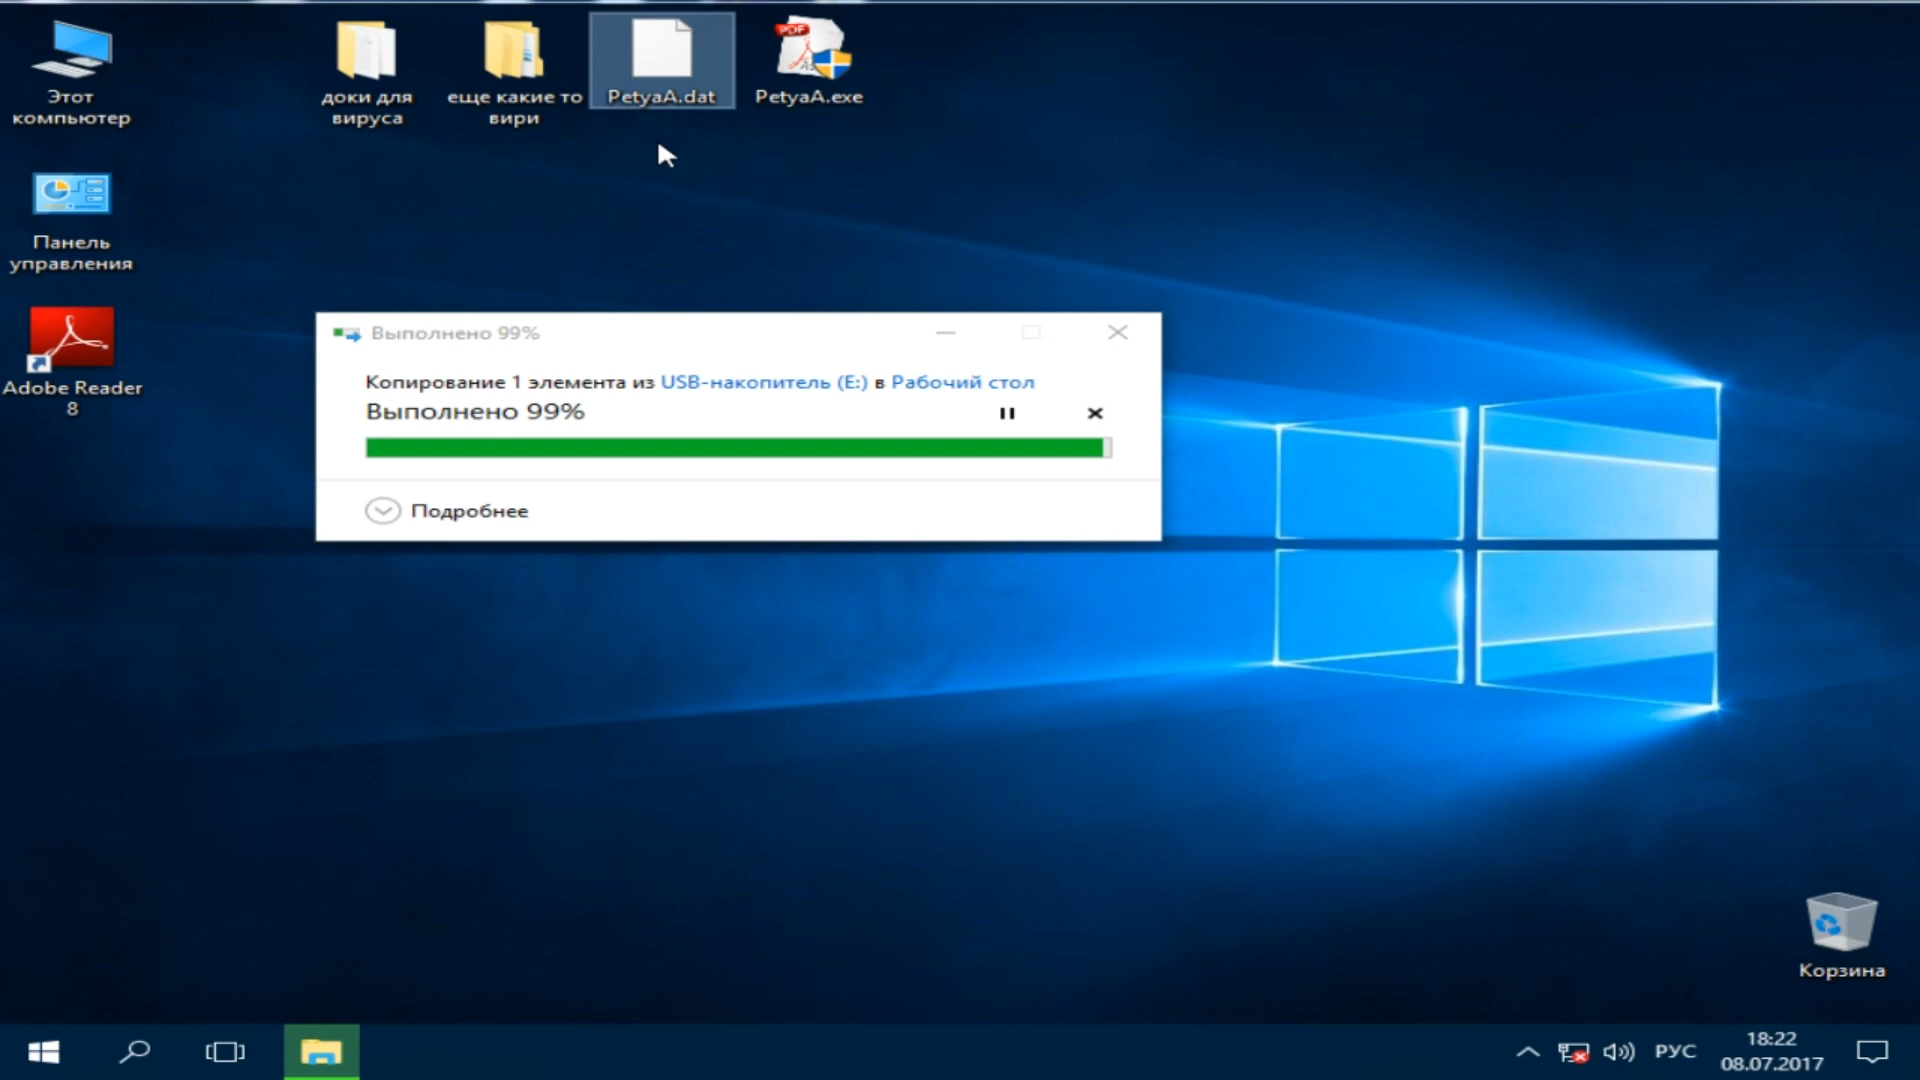 Этот
компьютер
доки для
вируса
еще какие то
вири
PetyaA.dat
PDF
PetyaA.exe
Панель
управления
Adobe Reader
8
Выполнено 99%
Копирование 1 элемента из USB-накопитель (E:) в Рабочий стол
Выполнено 99%
Подробнее
Корзина
РУС
18:22
08.07.2017